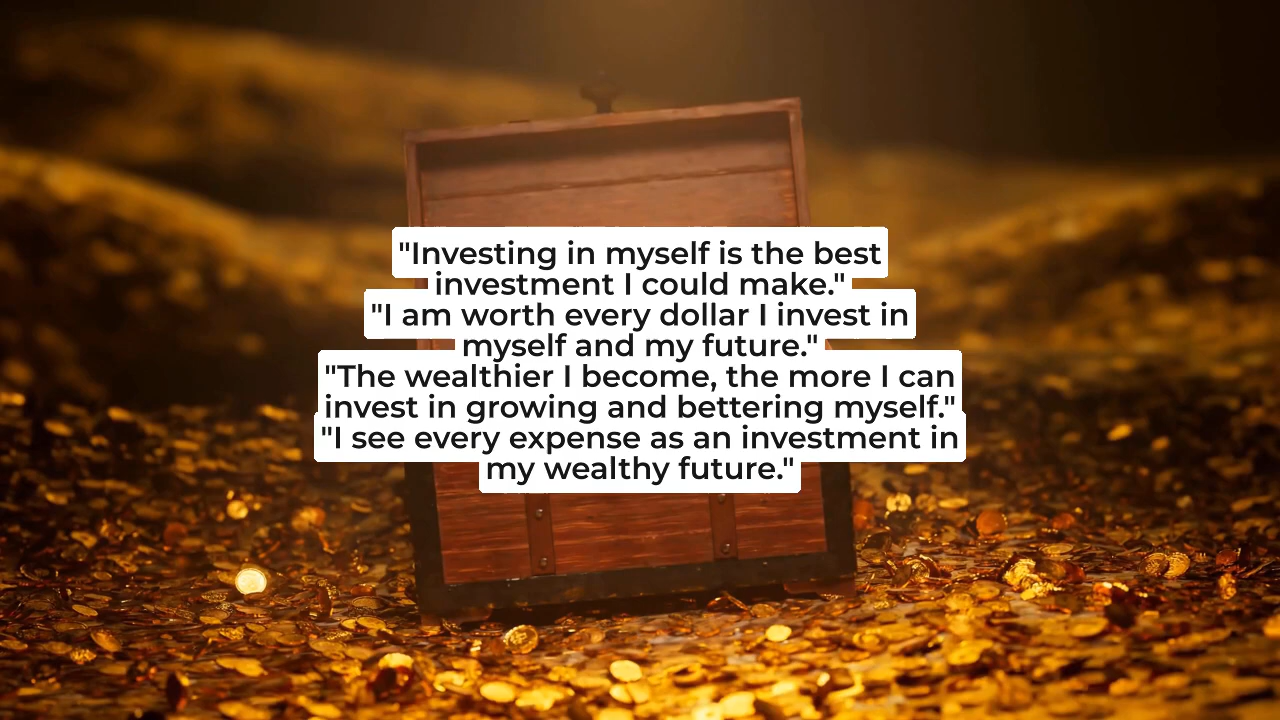 "Investing in myself is the best
investment I could make."
"I am worth every dollar I invest in
myself and my future."
"The wealthier I become, the more I can
invest in growing and bettering myself."
"I see every expense as an investment in
my wealthy future."